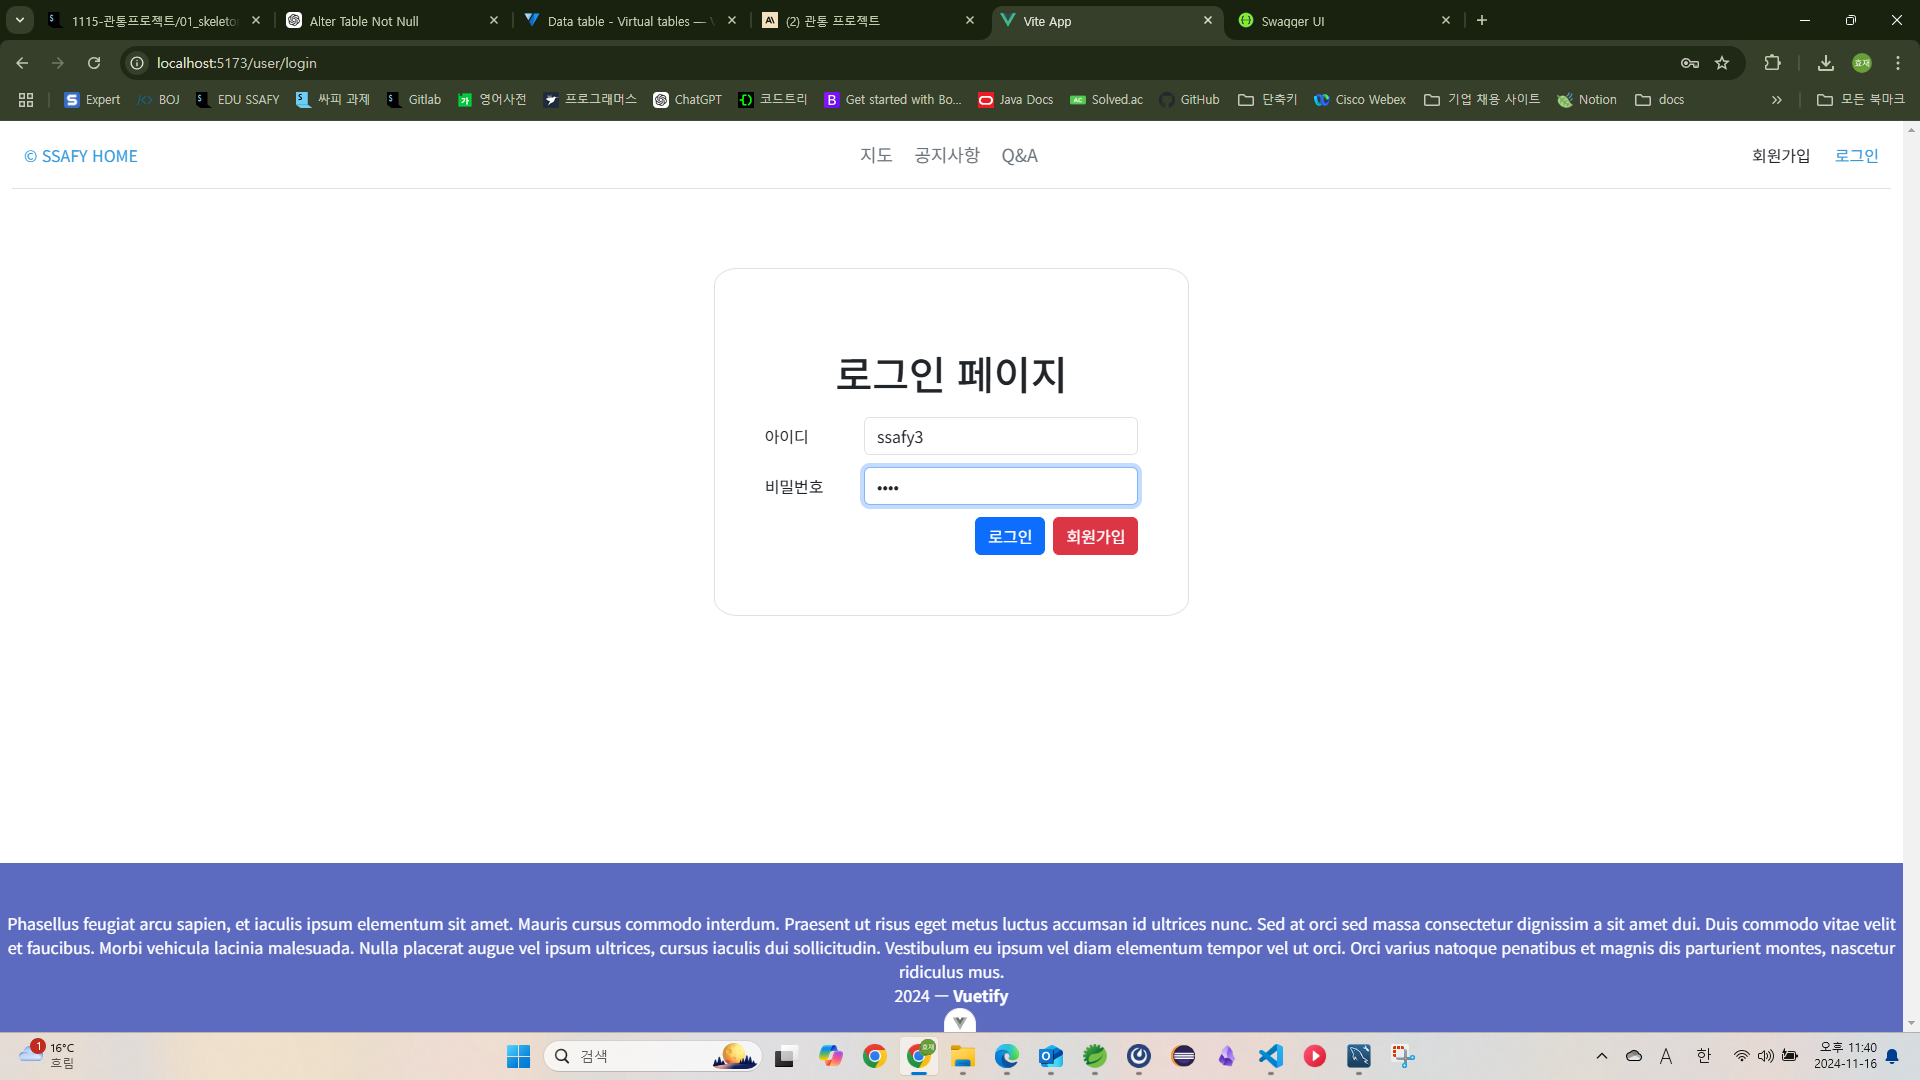 1115-관통프로젝트/01_skeleto
Alter Table Not Null
Data table - Virtual tables —
(2) 관통 프로젝트
Vite App
Swagger UI
localhost:5173/user/login
효재
Expert
BOJ
EDU SSAFY
싸피 과제
Gitlab
영어사전
프로그래머스
ChatGPT
코드트리
Get started with Bo...
Java Docs
Solved.ac
GitHub
단축키
Cisco Webex
기업 채용 사이트
Notion
docs
모든 북마크
© SSAFY HOME
지도
공지사항
Q&A
회원가입
로그인
로그인 페이지
아이디
ssafy3
비밀번호
••••
로그인
회원가입
Phasellus feugiat arcu sapien, et iaculis ipsum elementum sit amet. Mauris cursus commodo interdum. Praesent ut risus eget metus luctus accumsan id ultrices nunc. Sed at orci sed massa consectetur dignissim a sit amet dui. Duis commodo vitae velit
et faucibus. Morbi vehicula lacinia malesuada. Nulla placerat augue vel ipsum ultrices, cursus iaculis dui sollicitudin. Vestibulum eu ipsum vel diam elementum tempor vel ut orci. Orci varius natoque penatibus et magnis dis parturient montes, nascetur
ridiculus mus.
2024 — Vuetify
1
16°C
흐림
검색
A
한
오후 11:40
2024-11-16